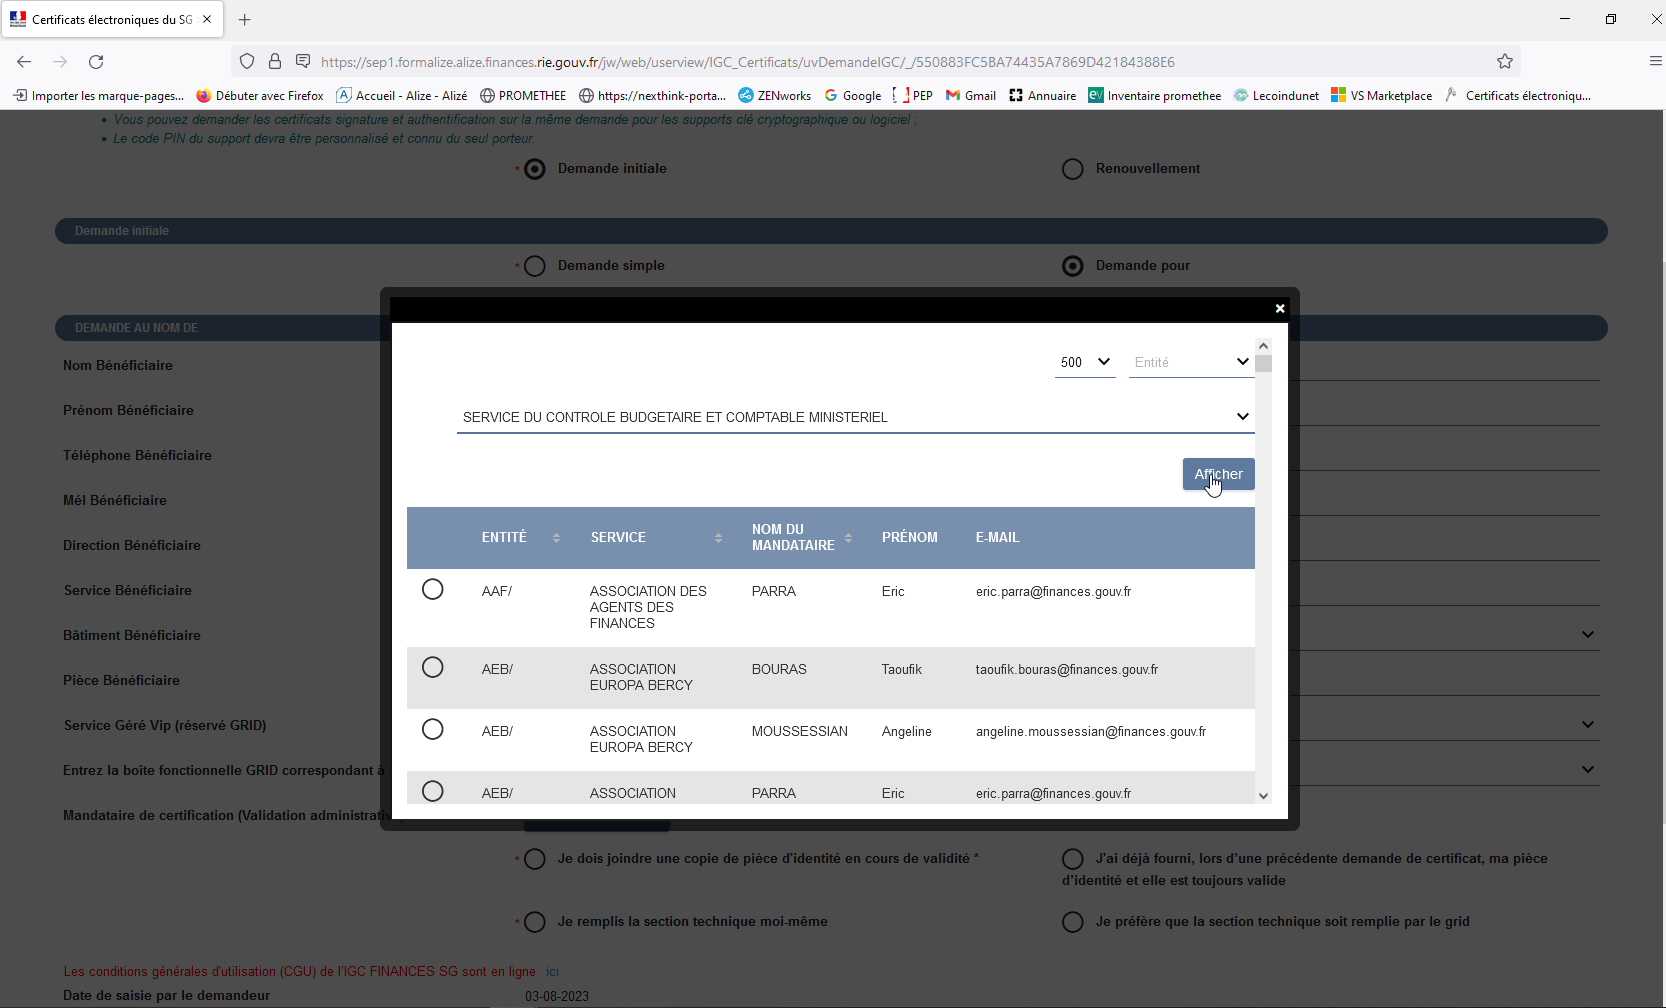 Certificats électroniques du SG
https://sep1.formalize.alize.finances.rie.gouv.fr/jw/web/userview/IGC_Certificats/uvDemandeIGC/_/550883FC5BA74435A7869D42184388E6
Importer les marque-pages... Débuter avec Firefox Accueil - Alize - Alizé PROMETHEE https://nexthink-porta... ZENworks Google PEP Gmail Annuaire Inventaire promethee Lecoindunet VS Marketplace Certificats électroniqu...
• Vous pouvez demander les certificats signature et authentification sur la même demande pour les supports clé cryptographique ou logiciel ;
• Le code PIN du support devra être personnalisé et connu du seul porteur.
* Demande initiale Renouvellement
Demande initiale
* Demande simple Demande pour
DEMANDE AU NOM DE
Nom Bénéficiaire
Prénom Bénéficiaire
Téléphone Bénéficiaire
Mél Bénéficiaire
Direction Bénéficiaire
Service Bénéficiaire
Bâtiment Bénéficiaire
Pièce Bénéficiaire
Service Géré Vip (réservé GRID)
Entrez la boîte fonctionnelle GRID correspondant à
Mandataire de certification (Validation administrativ
500 Entité
SERVICE DU CONTROLE BUDGETAIRE ET COMPTABLE MINISTERIEL
Afficher
ENTITÉ SERVICE NOM DU MANDATAIRE PRÉNOM E-MAIL
AAF/ ASSOCIATION DES AGENTS DES FINANCES PARRA Eric eric.parra@finances.gouv.fr
AEB/ ASSOCIATION EUROPA BERCY BOURAS Taoufik taoufik.bouras@finances.gouv.fr
AEB/ ASSOCIATION EUROPA BERCY MOUSSESSIAN Angeline angeline.moussessian@finances.gouv.fr
AEB/ ASSOCIATION PARRA Eric eric.parra@finances.gouv.fr
* Je dois joindre une copie de pièce d'identité en cours de validité * J'ai déjà fourni, lors d'une précédente demande de certificat, ma pièce
d'identité et elle est toujours valide
* Je remplis la section technique moi-même Je préfère que la section technique soit remplie par le grid
Les conditions générales d'utilisation (CGU) de l'IGC FINANCES SG sont en ligne ici
Date de saisie par le demandeur 03-08-2023